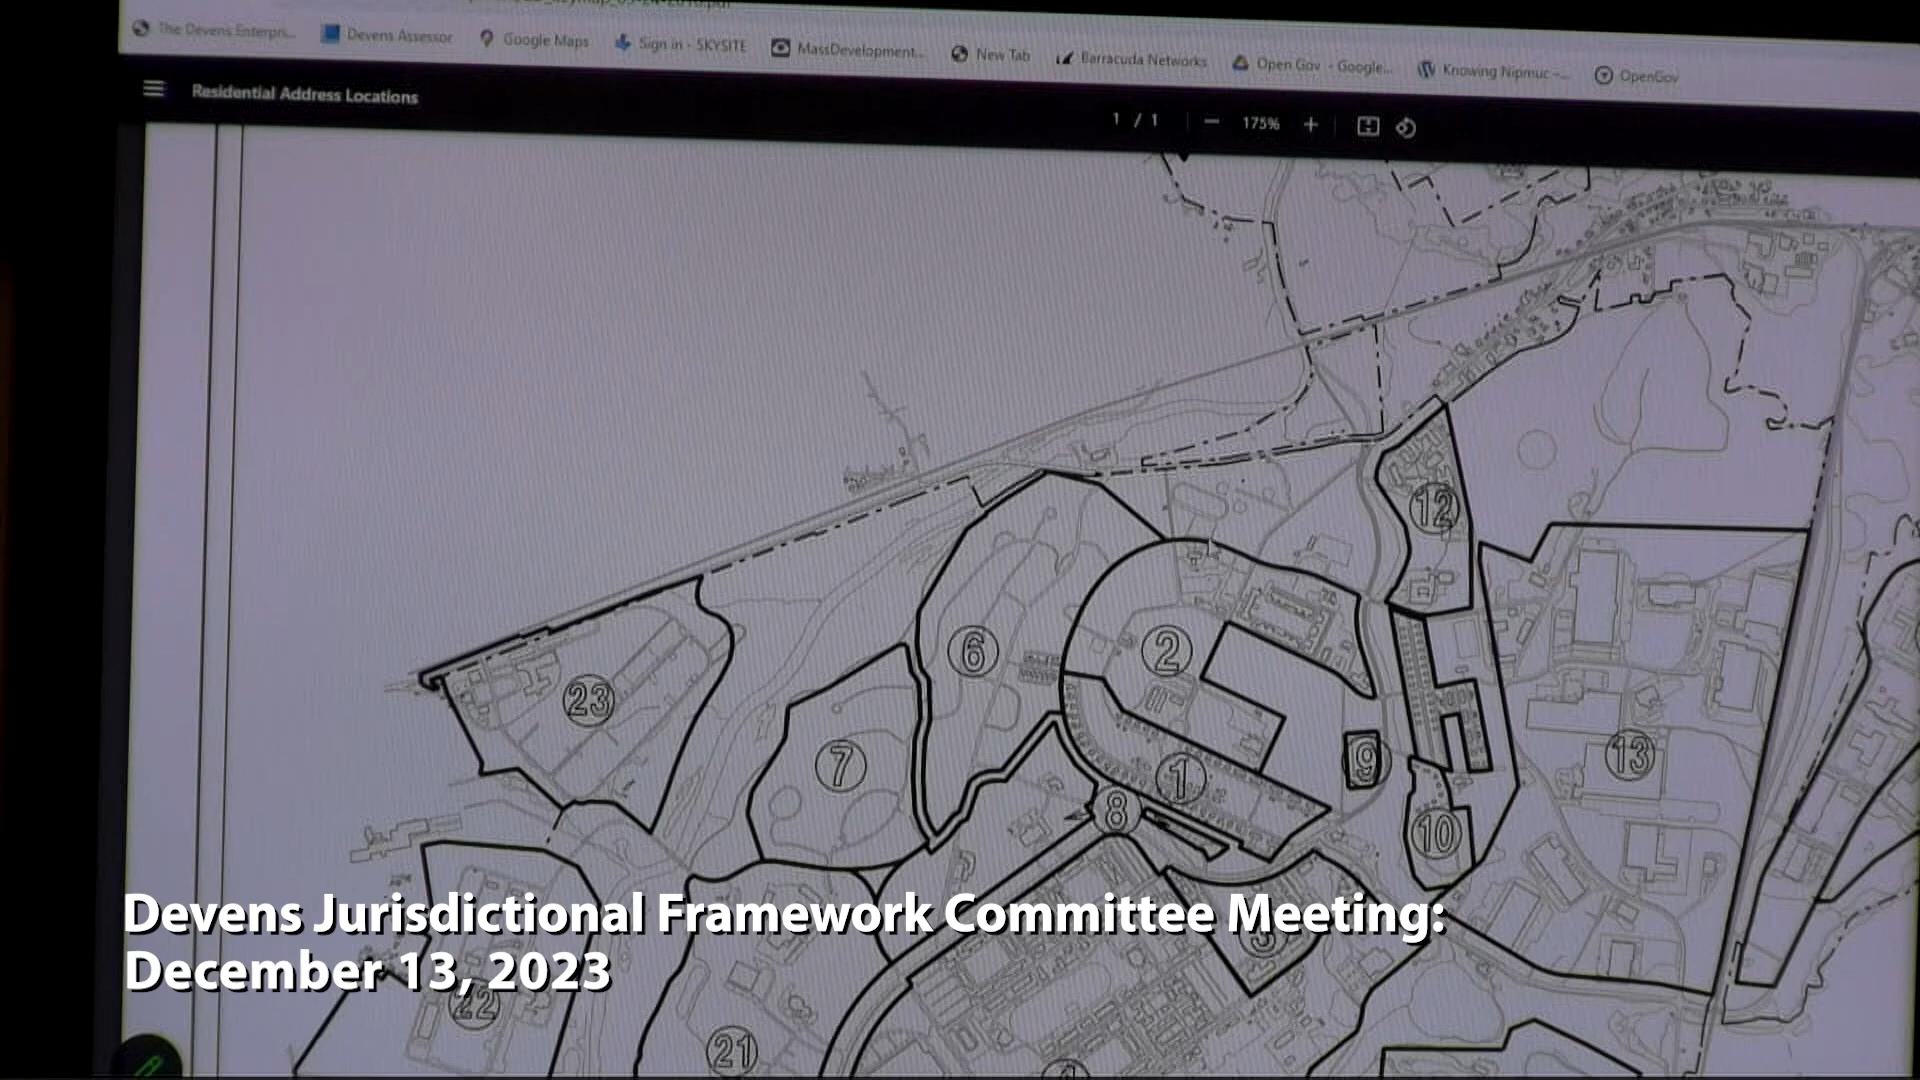 The Devens Enterpri...
Devens Assessor
Google Maps
Sign in - SKYSITE
MassDevelopment...
New Tab
Barracuda Networks
Open Gov - Google...
Knowing Nipmuc -...
OpenGov
Residential Address Locations
1 / 1
175%
12
6
2
23
13
7
9
1
8
10
3
Devens Jurisdictional Framework Committee Meeting:
December 13, 2023
22
21
4